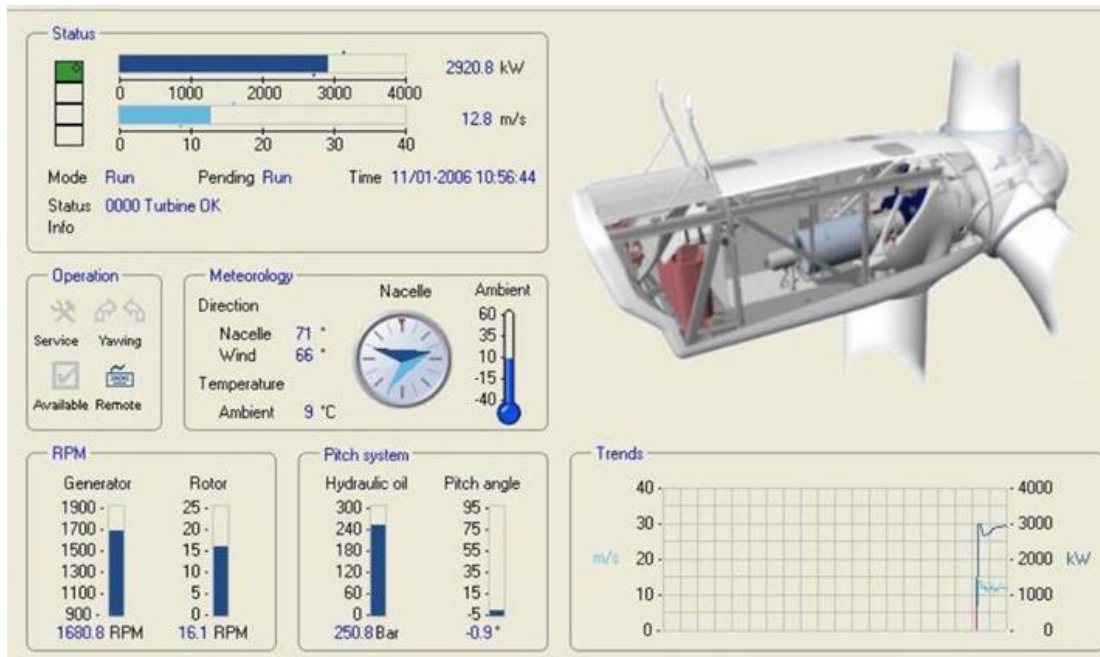 Status
2920.8 kW
0 1000 2000 3000 4000
12.8 m/s
0 10 20 30 40
Mode Run Pending Run Time 11/01-2006 10:56:44
Status 0000 Turbine OK
Info
Operation
Service Yawing
Available Remote
Meteorology
Direction
Nacelle 71 °
Wind 66 °
Temperature
Ambient 9 °C
Nacelle
Ambient
60
35
10
-15
-40
RPM
Generator
1900
1700
1500
1300
1100
900
1680.8 RPM
Rotor
25
20
15
10
5
0
16.1 RPM
Pitch system
Hydraulic oil
300
240
180
120
60
0
250.8 Bar
Pitch angle
95
75
55
35
15
-5
-0.9 °
Trends
40
30
20
10
0
m/s
4000
3000
2000
1000
0
kW